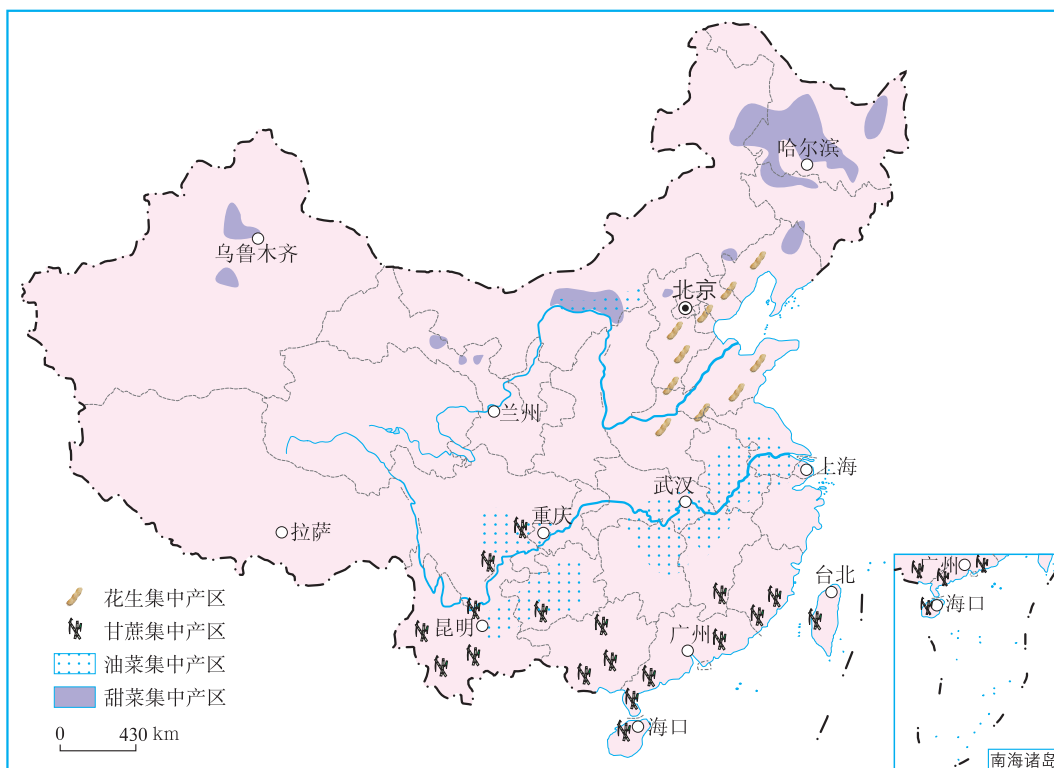 哈尔滨
乌鲁木齐
北京
兰州
上海
武汉
重庆
拉萨
台北
昆明
广州
海口
花生集中产区
甘蔗集中产区
油菜集中产区
甜菜集中产区
0 430 km
广州
海口
南海诸岛